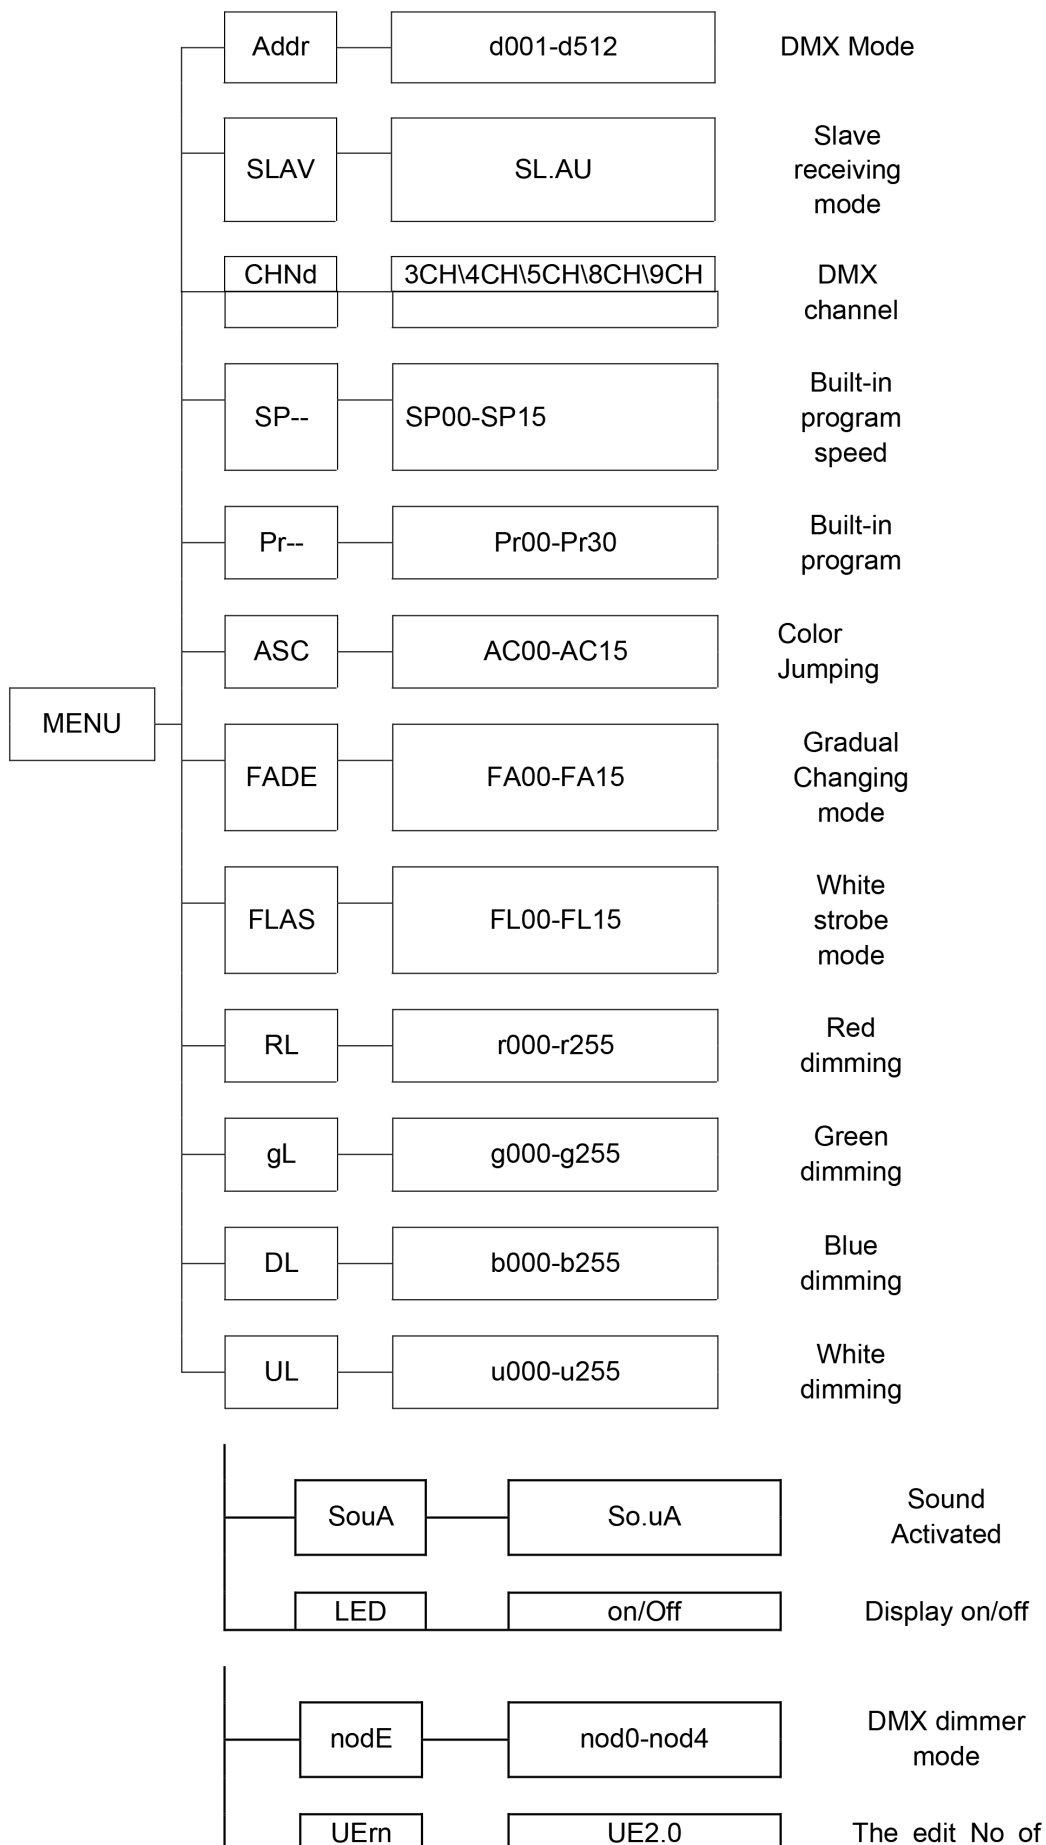 Addr d001-d512 DMX Mode
SLAV SL.AU Slave
receiving
mode
CHNd 3CH\4CH\5CH\8CH\9CH DMX
channel
SP-- SP00-SP15 Built-in
program
speed
Pr-- Pr00-Pr30 Built-in
program
ASC AC00-AC15 Color
Jumping
MENU
FADE FA00-FA15 Gradual
Changing
mode
FLAS FL00-FL15 White
strobe
mode
RL r000-r255 Red
dimming
gL g000-g255 Green
dimming
DL b000-b255 Blue
dimming
UL u000-u255 White
dimming
SouA So.uA Sound
Activated
LED on/Off Display on/off
nodE nod0-nod4 DMX dimmer
mode
UErn UE2.0 The edit No of